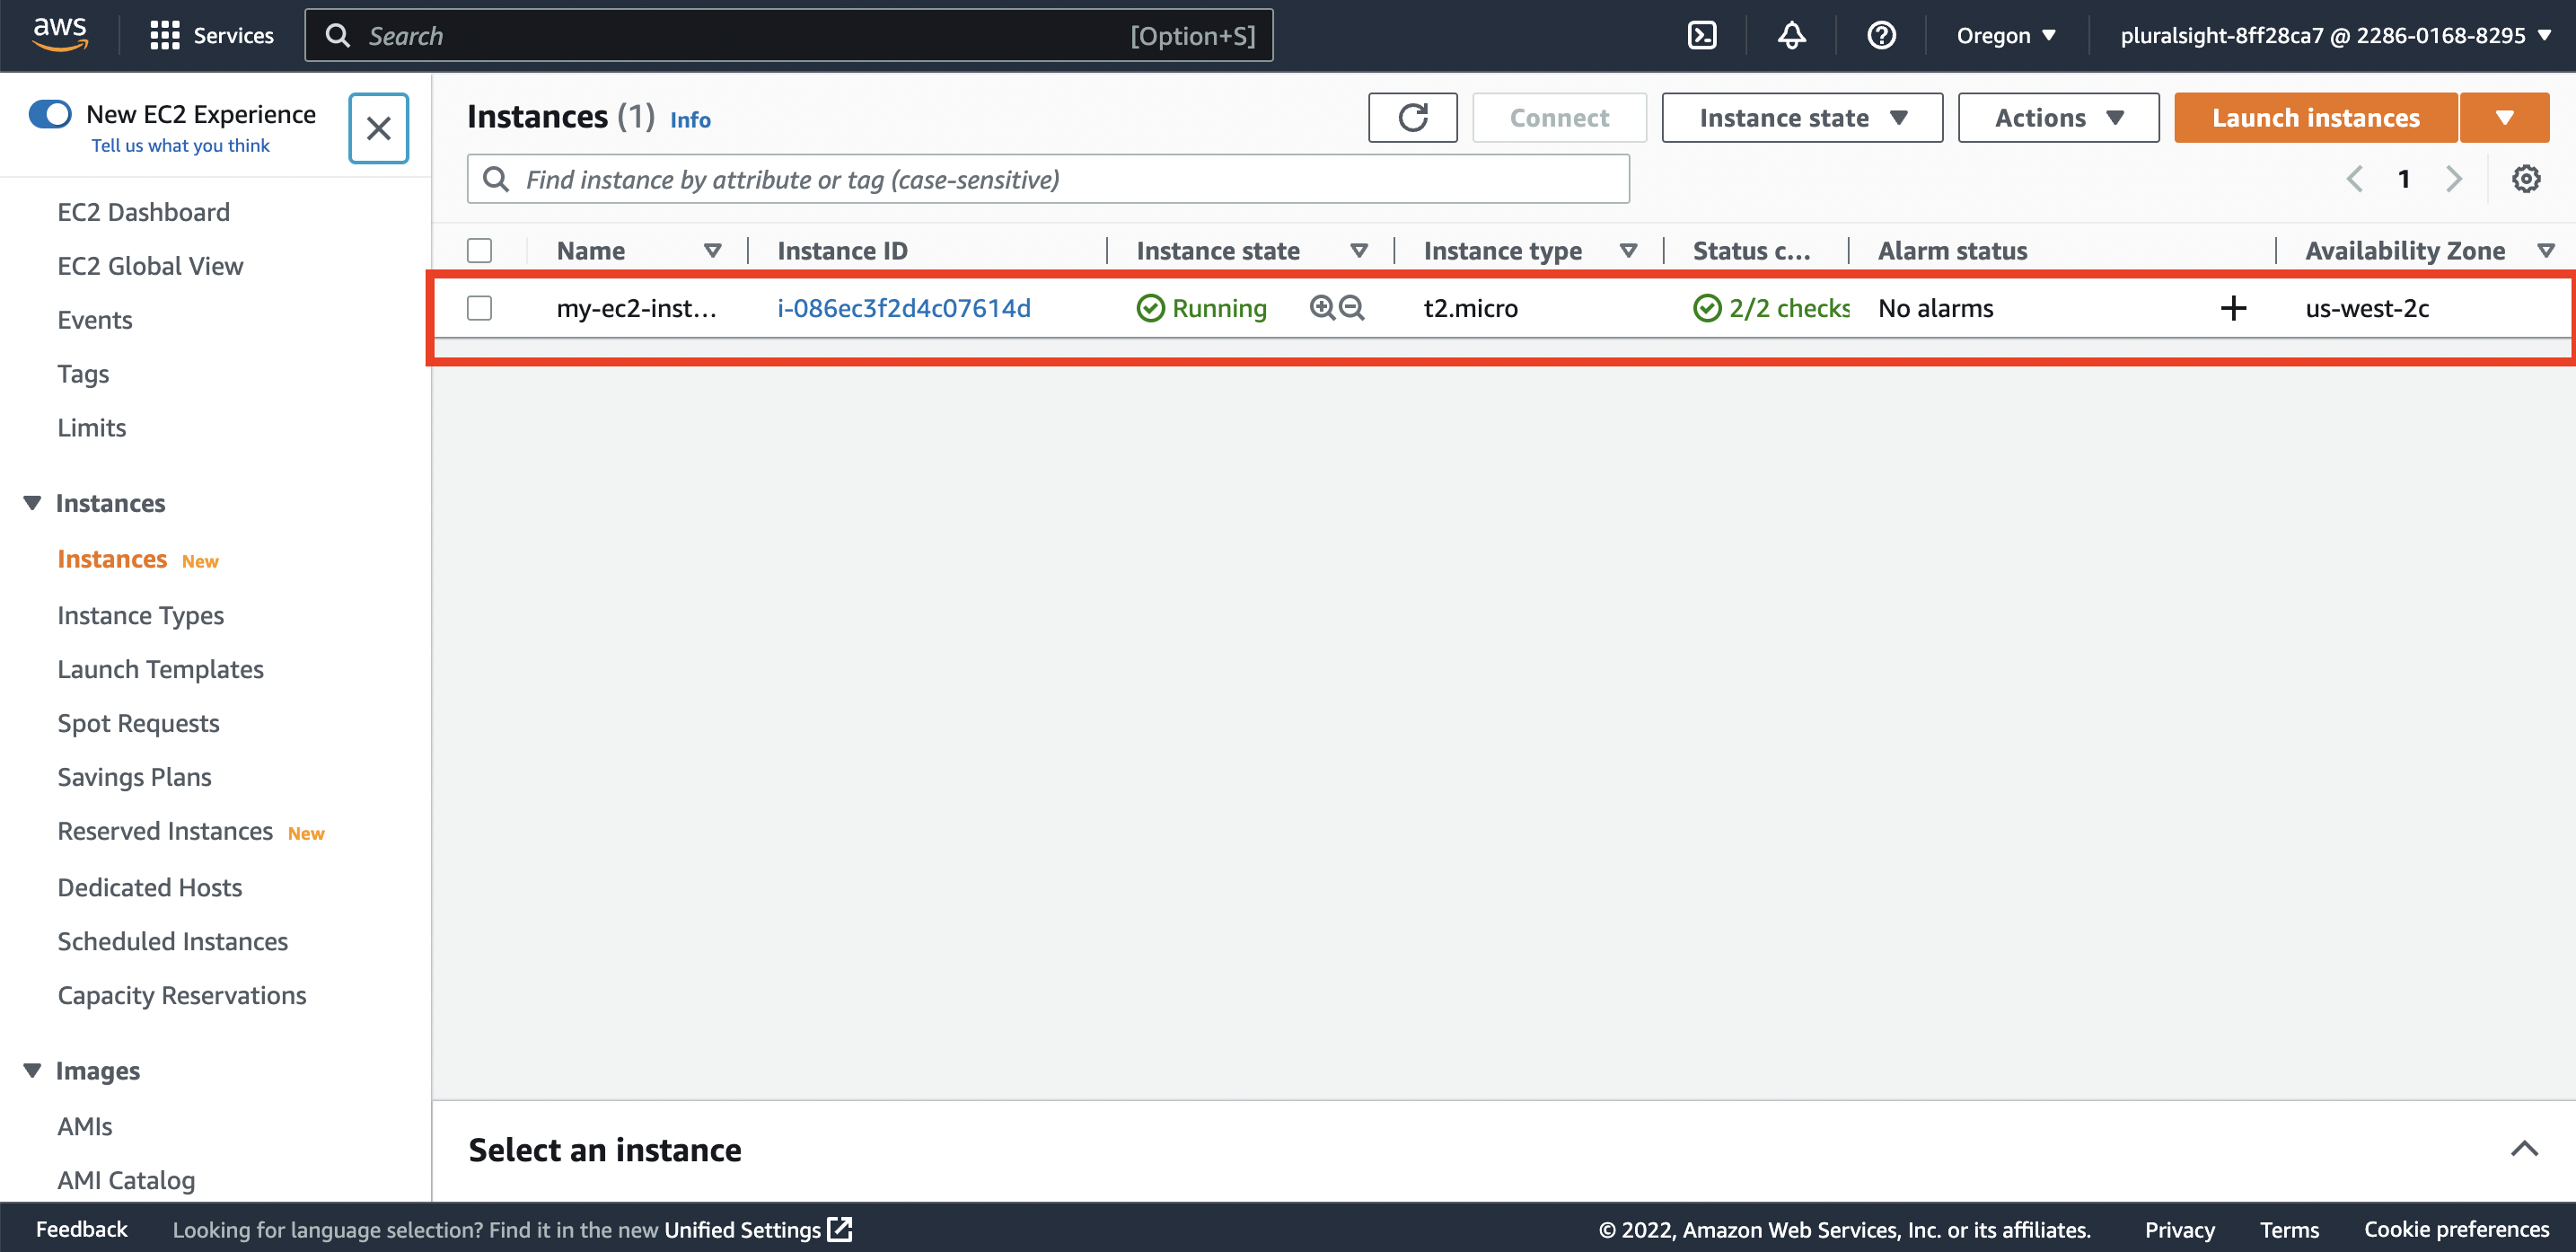 aws
Services
Search
[Option+S]
Oregon
pluralsight-8ff28ca7 @ 2286-0168-8295
New EC2 Experience
Tell us what you think
EC2 Dashboard
EC2 Global View
Events
Tags
Limits
Instances
Instances New
Instance Types
Launch Templates
Spot Requests
Savings Plans
Reserved Instances New
Dedicated Hosts
Scheduled Instances
Capacity Reservations
Images
AMIs
AMI Catalog
Instances (1) Info
Connect
Instance state
Actions
Launch instances
Find instance by attribute or tag (case-sensitive)
1
Name Instance ID Instance state Instance type Status c... Alarm status Availability Zone
my-ec2-inst... i-086ec3f2d4c07614d Running t2.micro 2/2 checks No alarms + us-west-2c
Select an instance
Feedback Looking for language selection? Find it in the new Unified Settings © 2022, Amazon Web Services, Inc. or its affiliates. Privacy Terms Cookie preferences